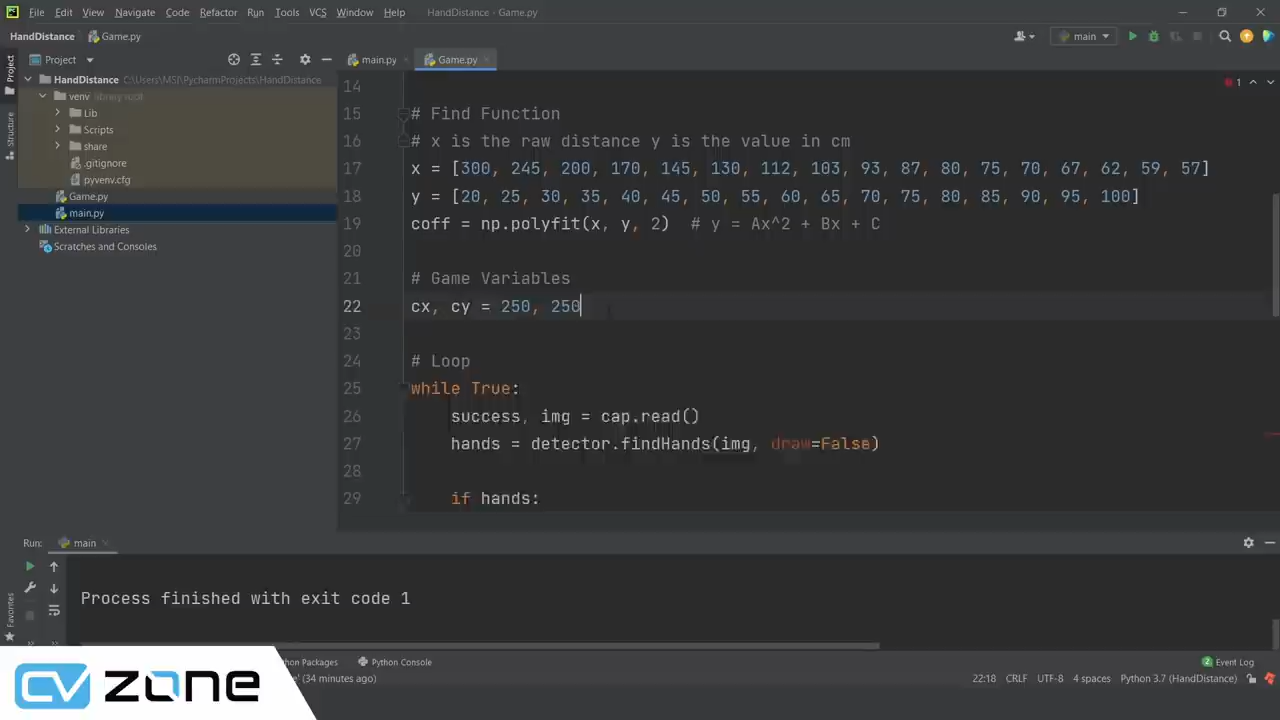 File Edit View Navigate Code Refactor Run Tools VCS Window Help HandDistance - Game.py
HandDistance Game.py main
Project main.py Game.py
Project
Structure
Favorites
HandDistance C:\Users\MSI\PycharmProjects\HandDistance
venv library root
Lib
Scripts
share
.gitignore
pyvenv.cfg
Game.py
main.py
External Libraries
Scratches and Consoles
1
14
15 # Find Function
16 # x is the raw distance y is the value in cm
17 x = [300, 245, 200, 170, 145, 130, 112, 103, 93, 87, 80, 75, 70, 67, 62, 59, 57]
18 y = [20, 25, 30, 35, 40, 45, 50, 55, 60, 65, 70, 75, 80, 85, 90, 95, 100]
19 coff = np.polyfit(x, y, 2) # y = Ax^2 + Bx + C
20
21 # Game Variables
22 cx, cy = 250, 250
23
24 # Loop
25 while True:
26 success, img = cap.read()
27 hands = detector.findHands(img, draw=False)
28
29 if hands:
Run: main
Process finished with exit code 1
Packages Python Console 2 Event Log
(34 minutes ago) 22:18 CRLF UTF-8 4 spaces Python 3.7 (HandDistance)
CV ZONE